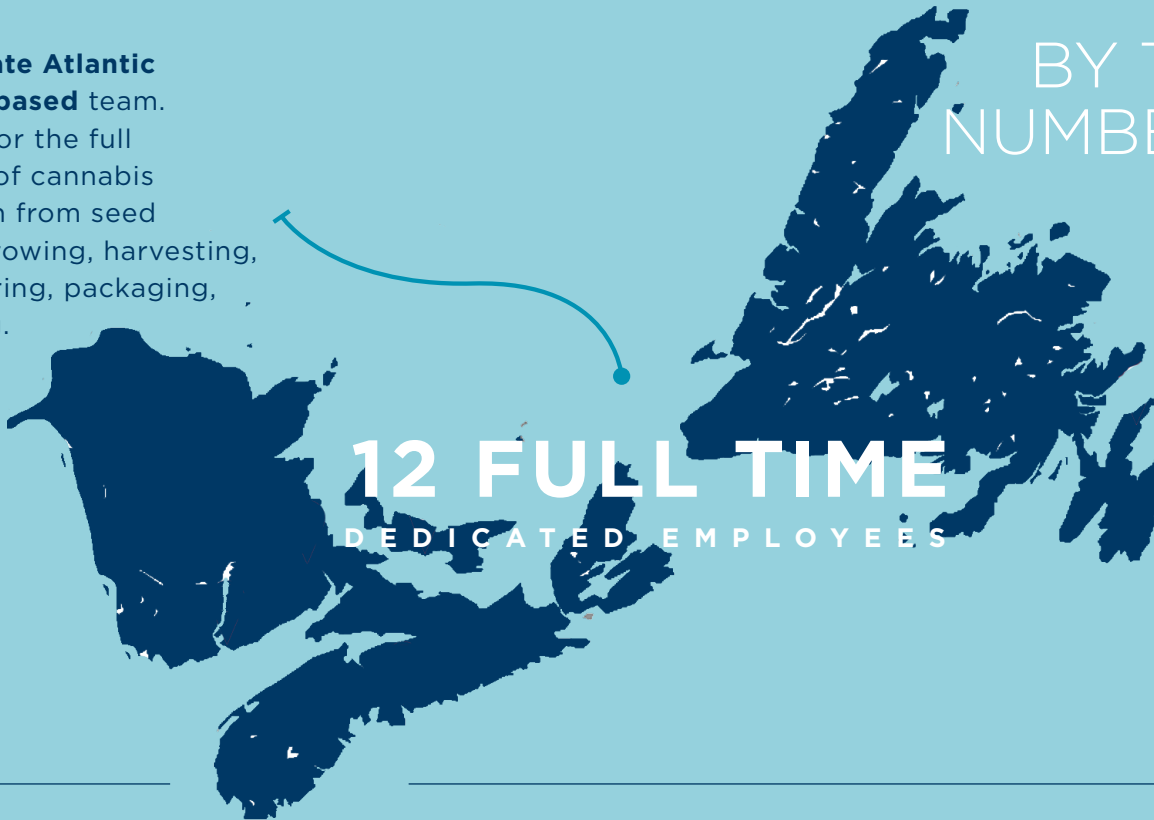 te Atlantic
based team.
or the full
of cannabis
from seed
rowing, harvesting,
ring, packaging,
BY
NUMBE
12 FULL TIME
DEDICATED EMPLOYEES